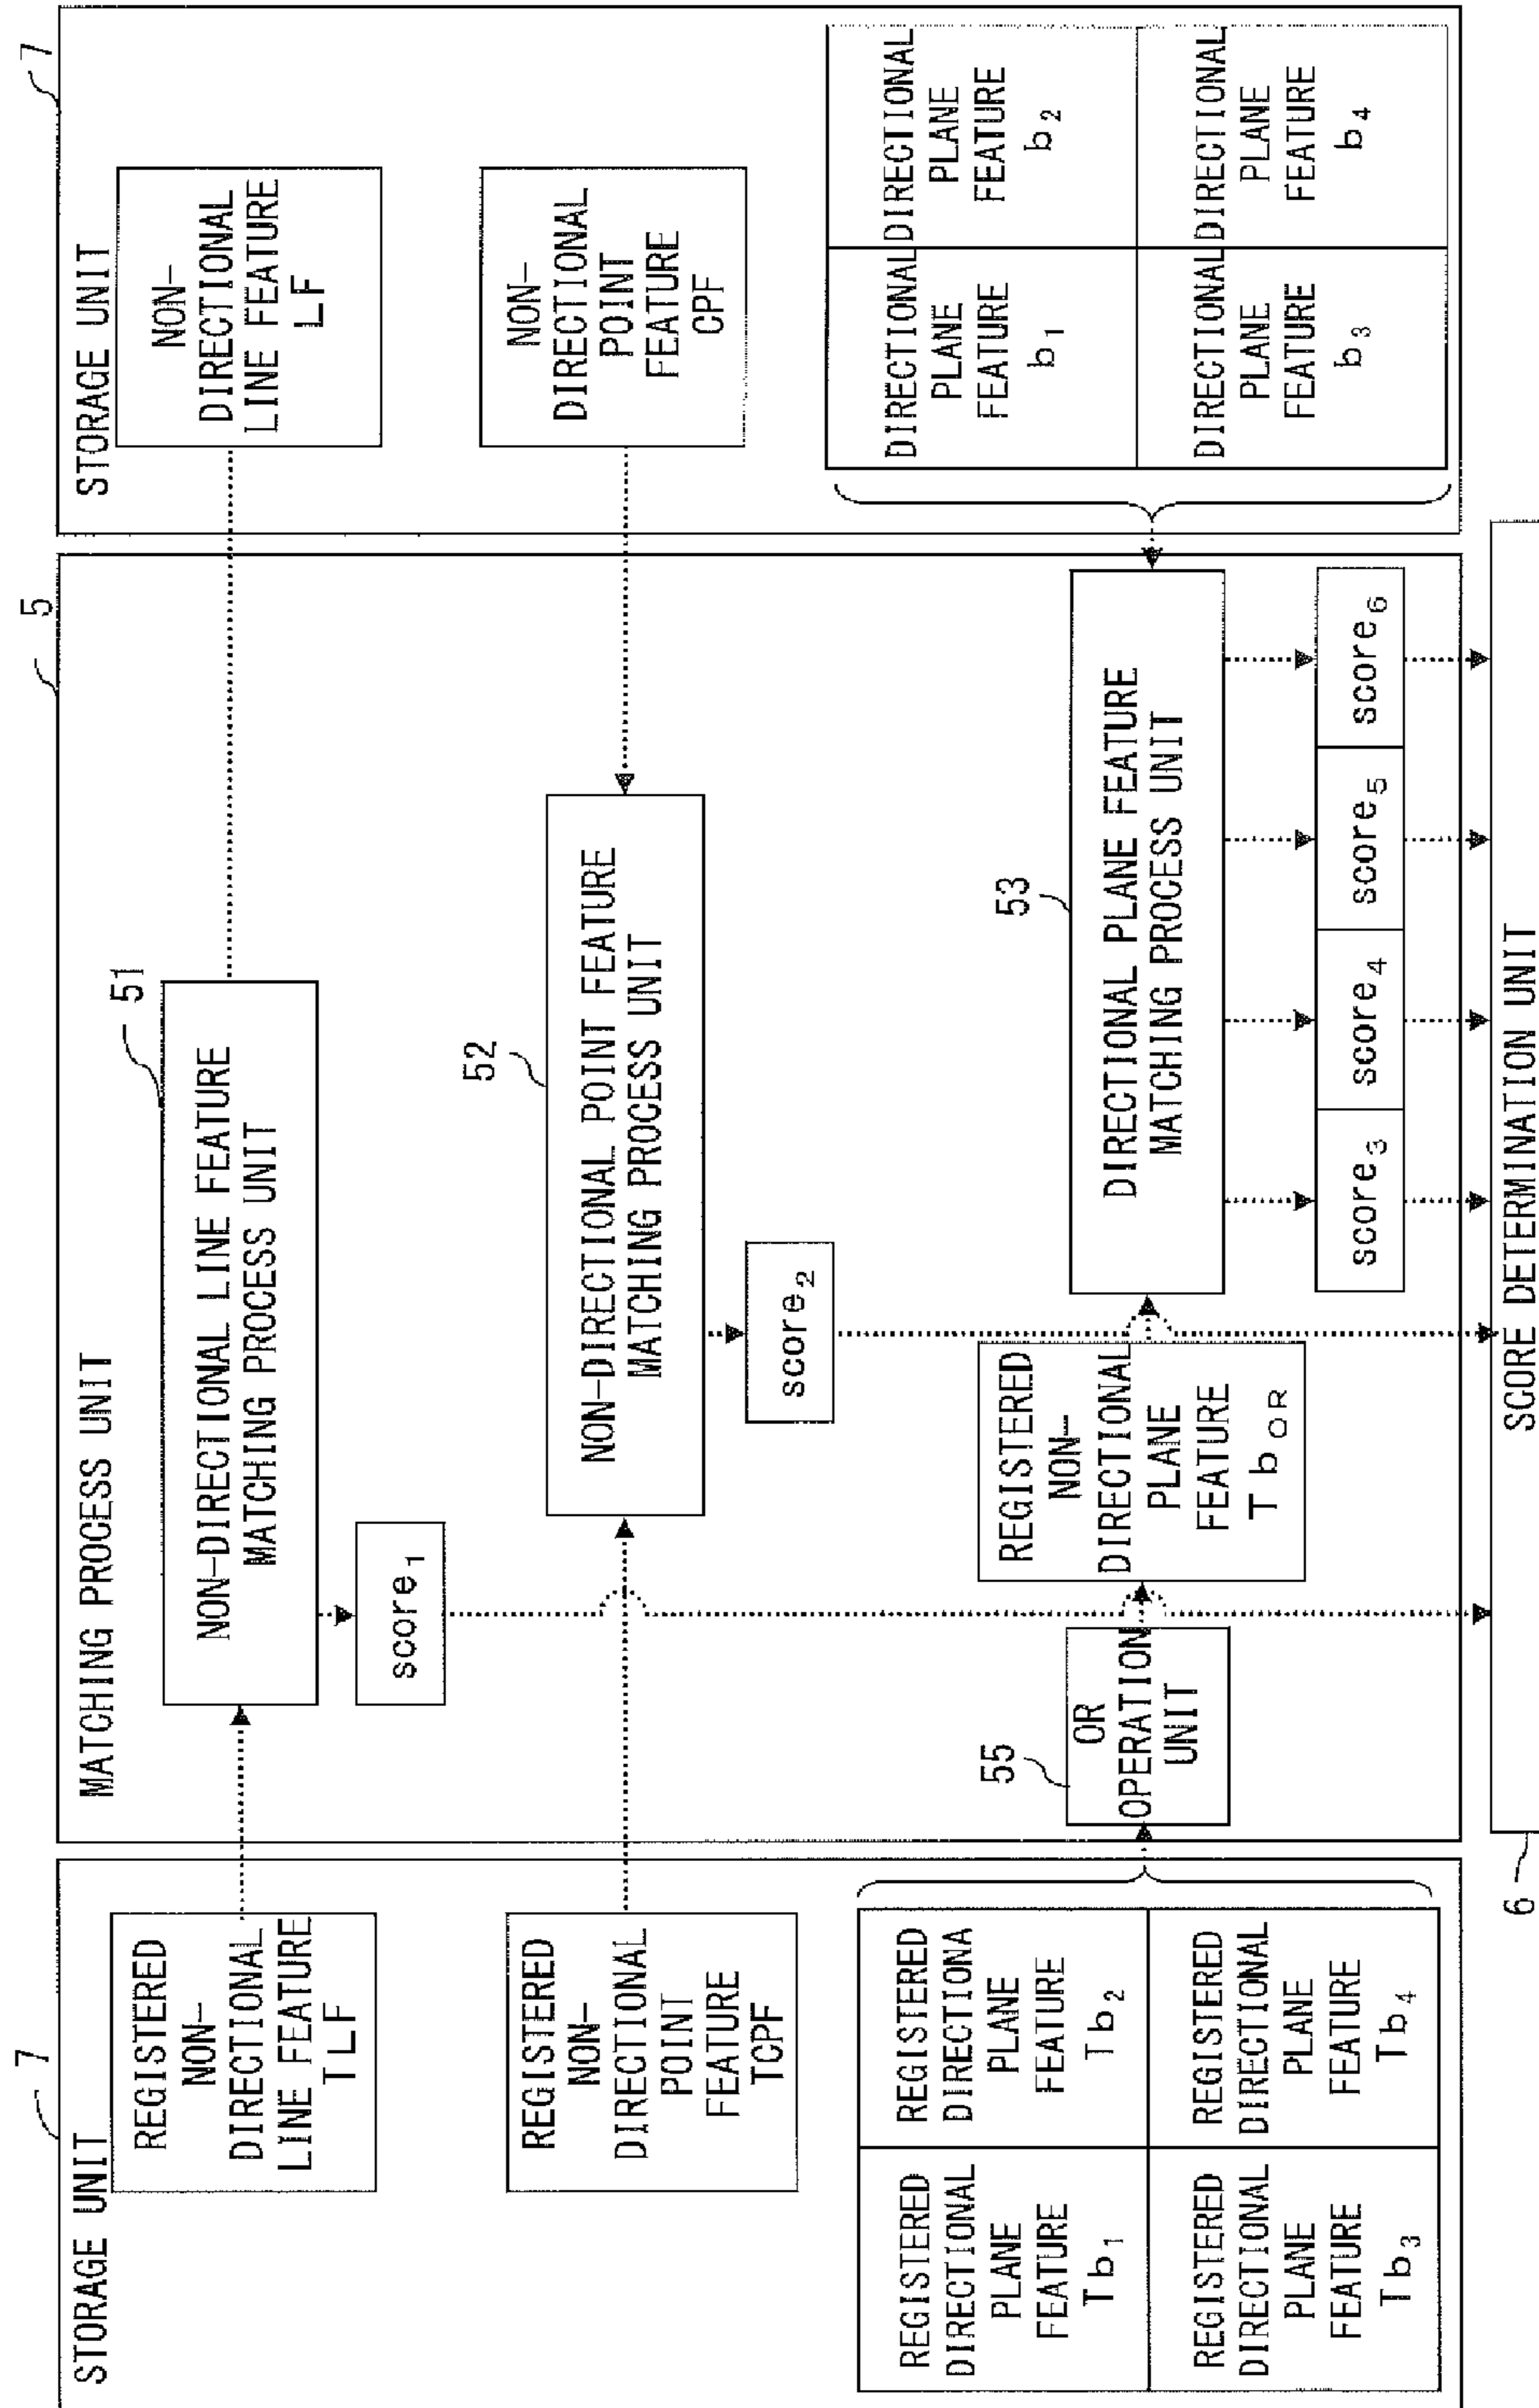 7
STORAGE UNIT
REGISTERED
NON-
DIRECTIONAL
LINE FEATURE
TLF
REGISTERED
NON-
DIRECTIONAL
POINT
FEATURE
TCPF
REGISTERED
DIRECTIONAL
PLANE
FEATURE
Tb₁
REGISTERED
DIRECTIONA
PLANE
FEATURE
Tb₂
REGISTERED
DIRECTIONAL
PLANE
FEATURE
Tb₃
REGISTERED
DIRECTIONAL
PLANE
FEATURE
Tb₄
5
MATCHING PROCESS UNIT
51
NON-DIRECTIONAL LINE FEATURE
MATCHING PROCESS UNIT
score₁
52
NON-DIRECTIONAL POINT FEATURE
MATCHING PROCESS UNIT
score₂
55
OR
OPERATION
UNIT
REGISTERED
NON-
DIRECTIONAL
PLANE
FEATURE
Tb_OR
53
DIRECTIONAL PLANE FEATURE
MATCHING PROCESS UNIT
score₃
score₄
score₅
score₆
7
STORAGE UNIT
NON-
DIRECTIONAL
LINE FEATURE
LF
NON-
DIRECTIONAL
POINT
FEATURE
CPF
DIRECTIONAL
PLANE
FEATURE
b₁
DIRECTIONAL
PLANE
FEATURE
b₂
DIRECTIONAL
PLANE
FEATURE
b₃
DIRECTIONAL
PLANE
FEATURE
b₄
6
SCORE DETERMINATION UNIT